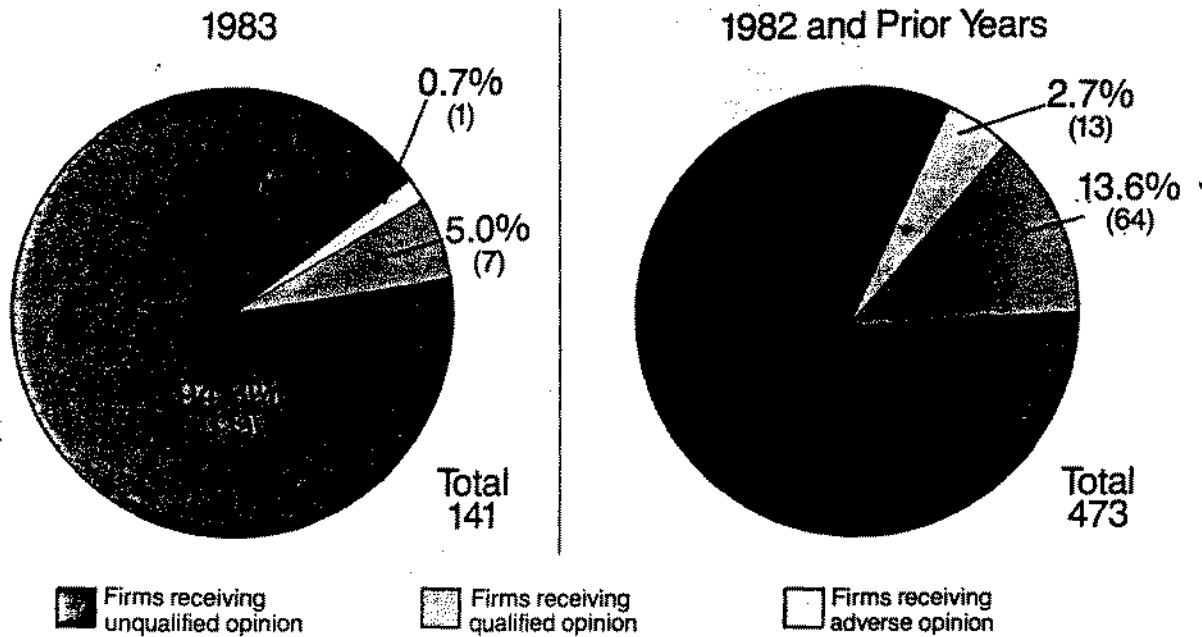 1983
1982 and Prior Years
0.7%
(1)
5.0%
(7)
Total
141
2.7%
(13)
13.6%
(64)
Total
473
Firms receiving
unqualified opinion
Firms receiving
qualified opinion
Firms receiving
adverse opinion